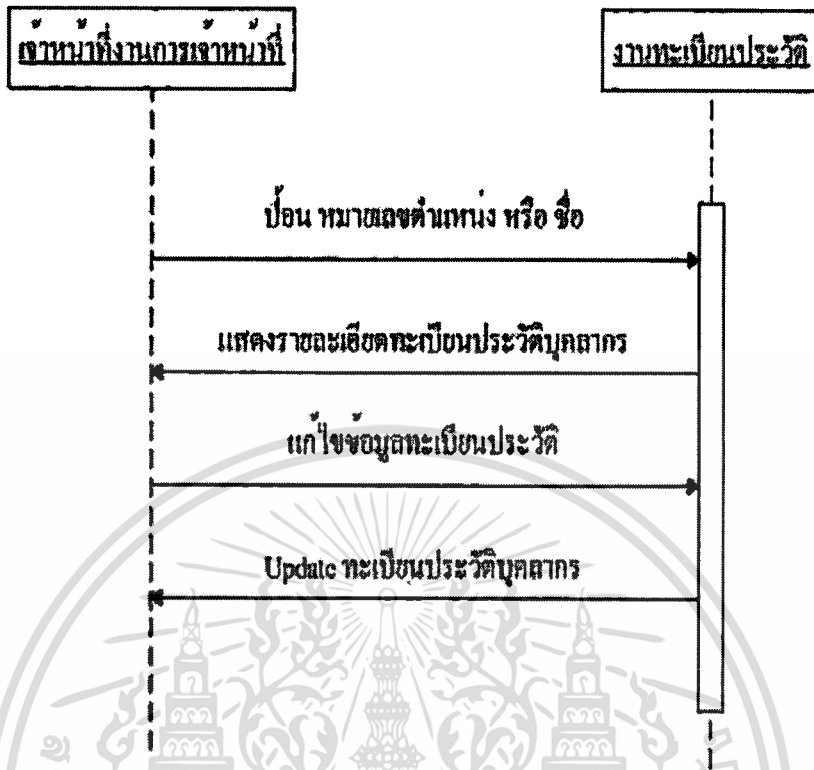 เจ้าหน้าที่งานการเจ้าหน้าที่
งานทะเบียนประวัติ
ป้อน หมายเลขตำแหน่ง หรือ ชื่อ
แสดงรายละเอียดทะเบียนประวัติบุคลากร
แก้ไขข้อมูลทะเบียนประวัติ
Update ทะเบียนประวัติบุคลากร